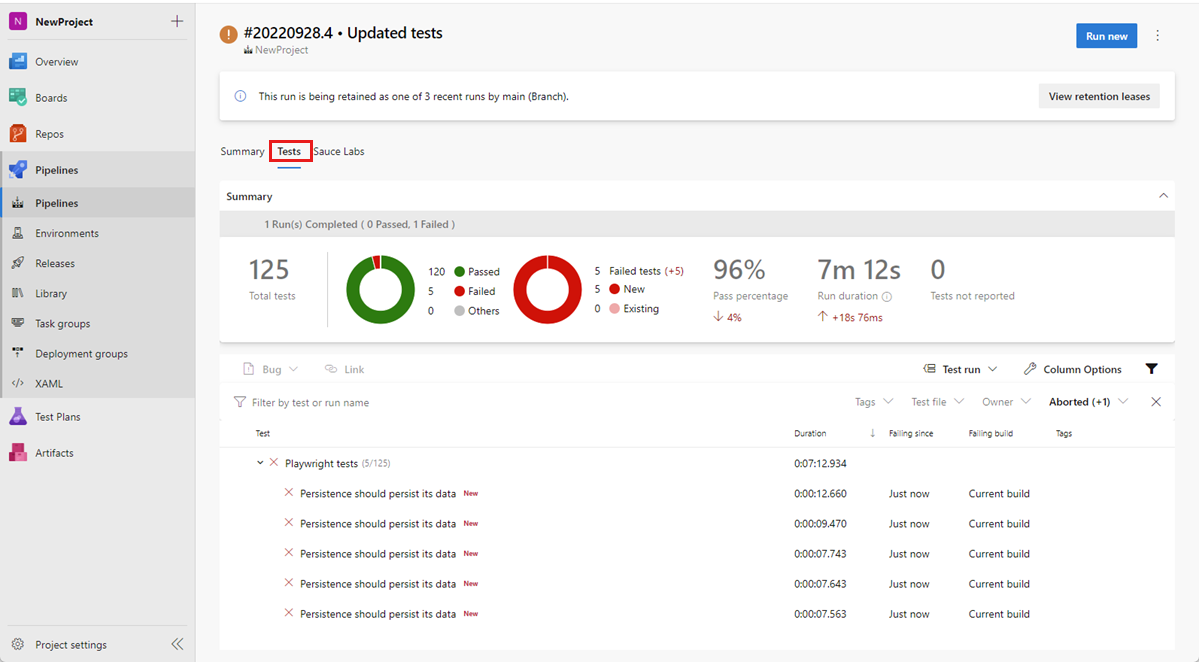 N NewProject
Overview
Boards
Repos
Pipelines
Pipelines
Environments
Releases
Library
Task groups
Deployment groups
XAML
Test Plans
Artifacts
Project settings
#20220928.4 • Updated tests
NewProject
Run new
This run is being retained as one of 3 recent runs by main (Branch).
View retention leases
Summary Tests Sauce Labs
Summary
1 Run(s) Completed ( 0 Passed, 1 Failed )
125
Total tests
120 Passed
5 Failed
0 Others
5 Failed tests (+5)
5 New
0 Existing
96%
Pass percentage
4%
7m 12s
Run duration
+18s 76ms
0
Tests not reported
Bug Link Test run Column Options
Filter by test or run name Tags Test file Owner Aborted (+1)
Test Duration Failing since Failing build Tags
Playwright tests (5/125) 0:07:12.934
Persistence should persist its data New 0:00:12.660 Just now Current build
Persistence should persist its data New 0:00:09.470 Just now Current build
Persistence should persist its data New 0:00:07.743 Just now Current build
Persistence should persist its data New 0:00:07.643 Just now Current build
Persistence should persist its data New 0:00:07.563 Just now Current build